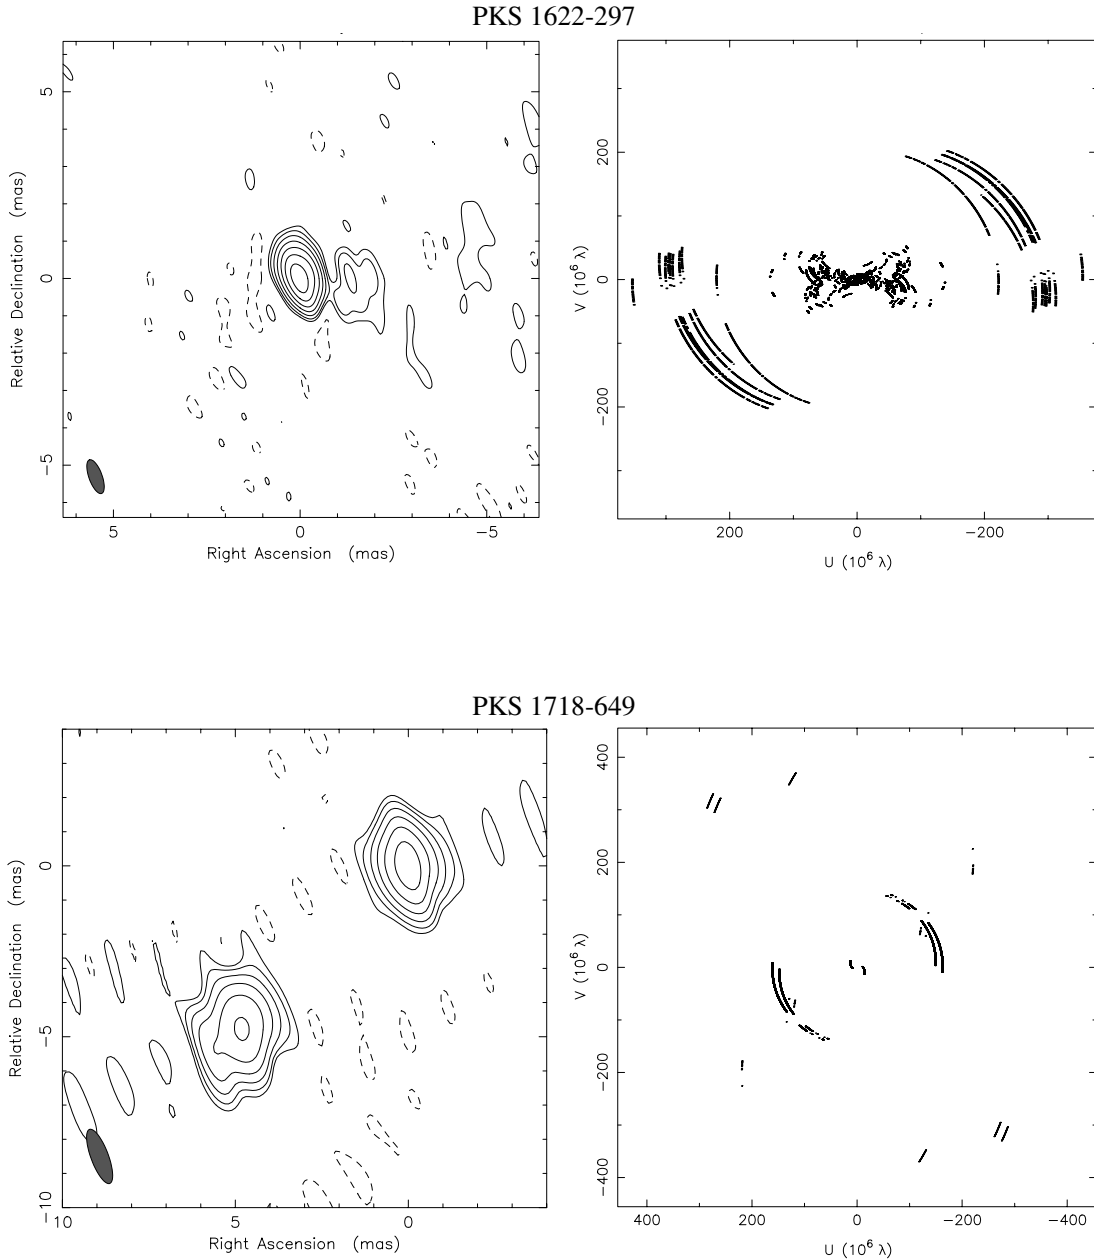 PKS 1622-297
5
0
−5
Relative Declination (mas)
5
0
−5
Right Ascension (mas)
200
0
−200
V (10⁶ λ)
200
0
−200
U (10⁶ λ)
PKS 1718-649
0
−5
−10
Relative Declination (mas)
10
5
0
Right Ascension (mas)
400
200
0
−200
−400
V (10⁶ λ)
400
200
0
−200
−400
U (10⁶ λ)